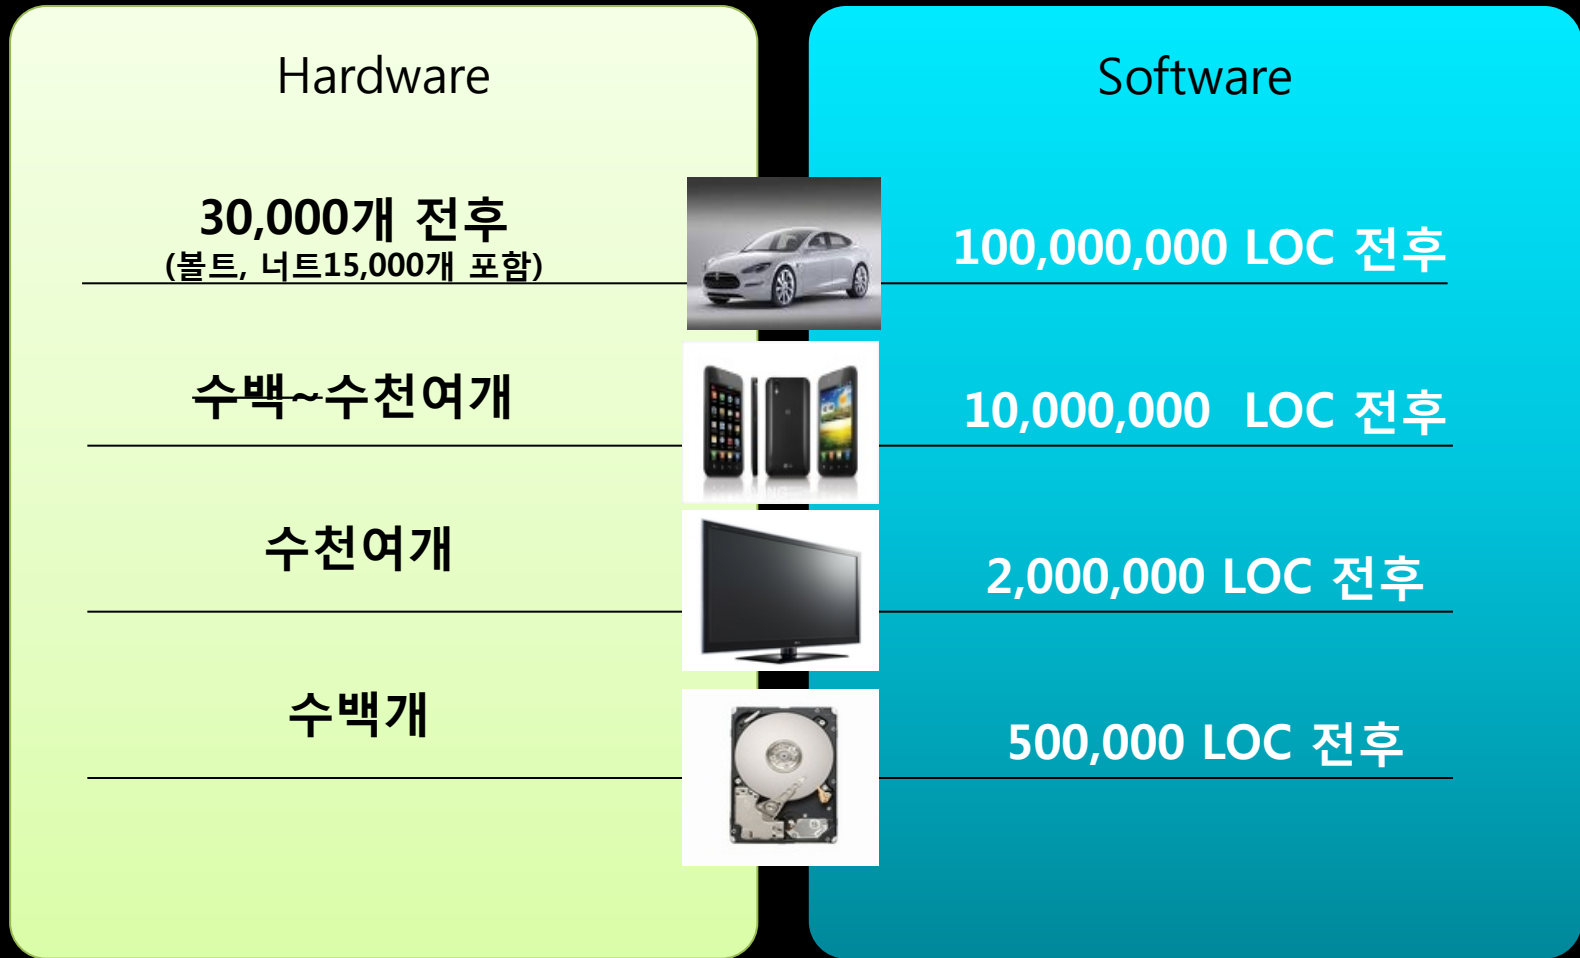 Hardware
Software
30,000개 전후
(볼트, 너트15,000개 포함)
100,000,000 LOC 전후
수백~수천여개
10,000,000 LOC 전후
수천여개
2,000,000 LOC 전후
수백개
500,000 LOC 전후